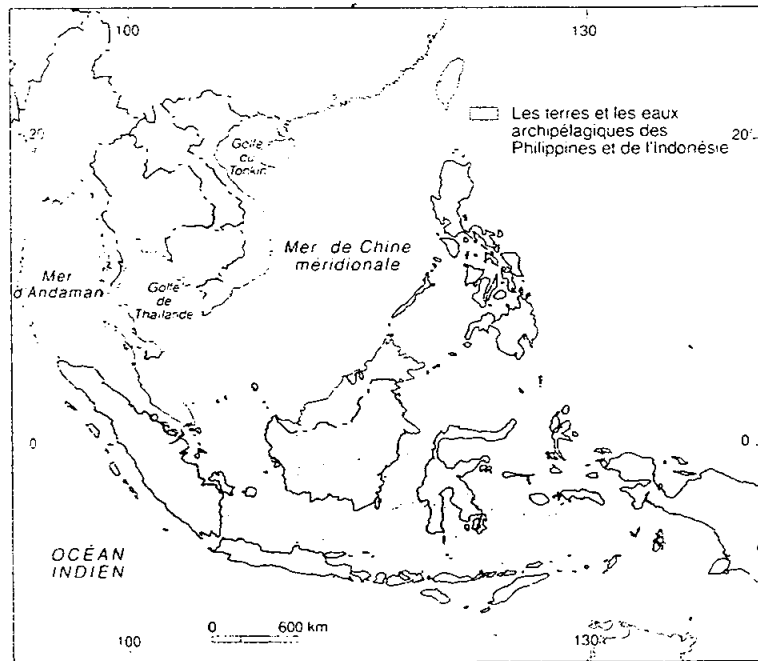 100
130
Les terres et les eaux
archipélagiques des
Philippines et de l'Indonésie
20
20°
Golfe
du
Tonkin
Mer de Chine
méridionale
Mer
d'Andaman
Golfe
de
Thaïlande
0
0
OCÉAN
INDIEN
0 600 km
100
130